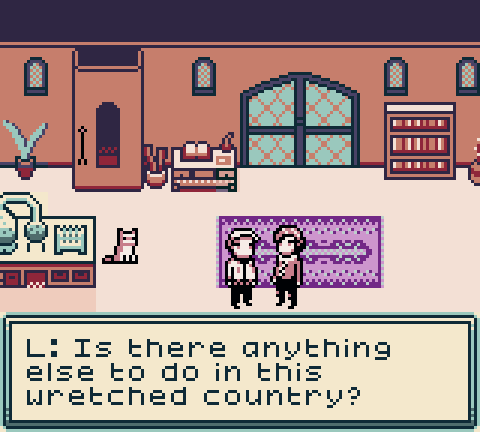 L: Is there anything
else to do in this
wretched country?